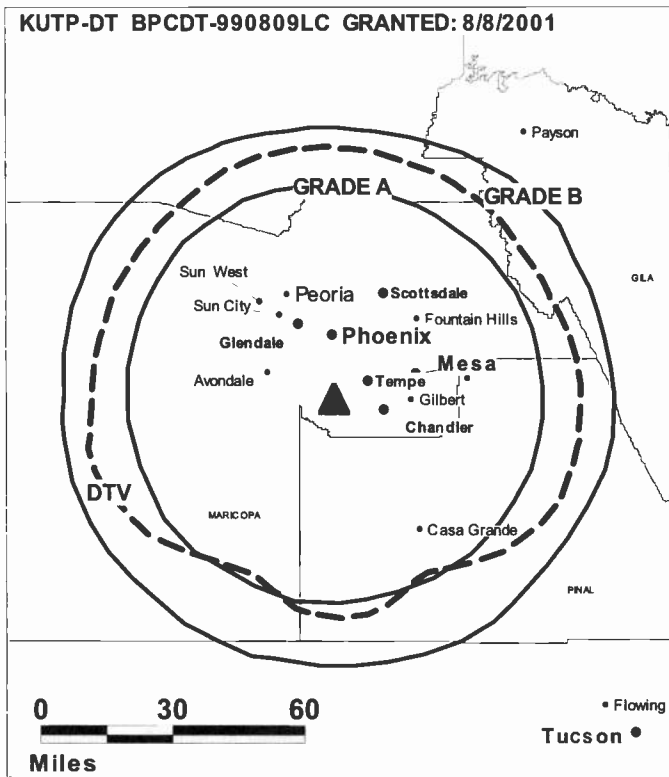 KUTP-DT BPCDT-990809LC GRANTED: 8/8/2001
Payson
GRADE A
GRADE B
Sun West
Peoria
Scottsdale
GILA
Sun City
Fountain Hills
Glendale
Phoenix
Mesa
Avondale
Tempe
Gilbert
Chandler
DTV
MARICOPA
Casa Grande
PINAL
0 30 60
Flowing
Tucson
Miles